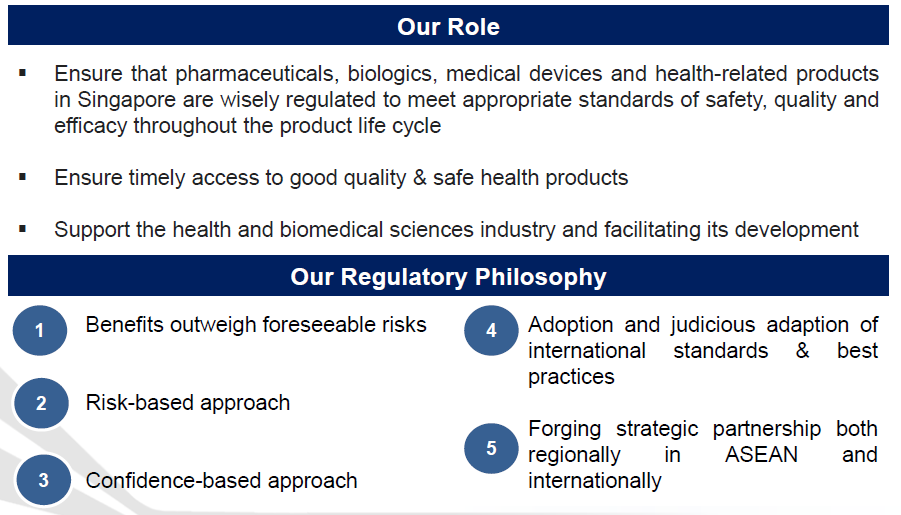 Our Role
▪ Ensure that pharmaceuticals, biologics, medical devices and health-related products
in Singapore are wisely regulated to meet appropriate standards of safety, quality and
efficacy throughout the product life cycle
▪ Ensure timely access to good quality & safe health products
▪ Support the health and biomedical sciences industry and facilitating its development
Our Regulatory Philosophy
1 Benefits outweigh foreseeable risks
2 Risk-based approach
3 Confidence-based approach
4 Adoption and judicious adaption of
international standards & best
practices
5 Forging strategic partnership both
regionally in ASEAN and
internationally